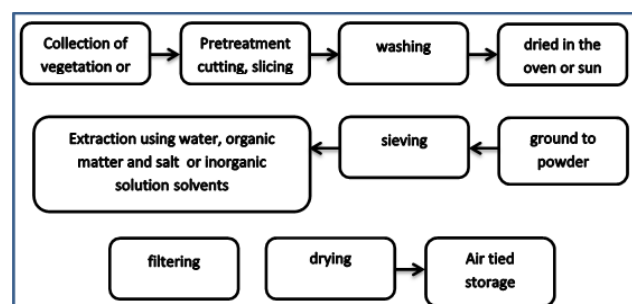 Collection of
vegetation or
Pretreatment
cutting, slicing
washing
dried in the
oven or sun
Extraction using water, organic
matter and salt or inorganic
solution solvents
sieving
ground to
powder
filtering
drying
Air tied
storage